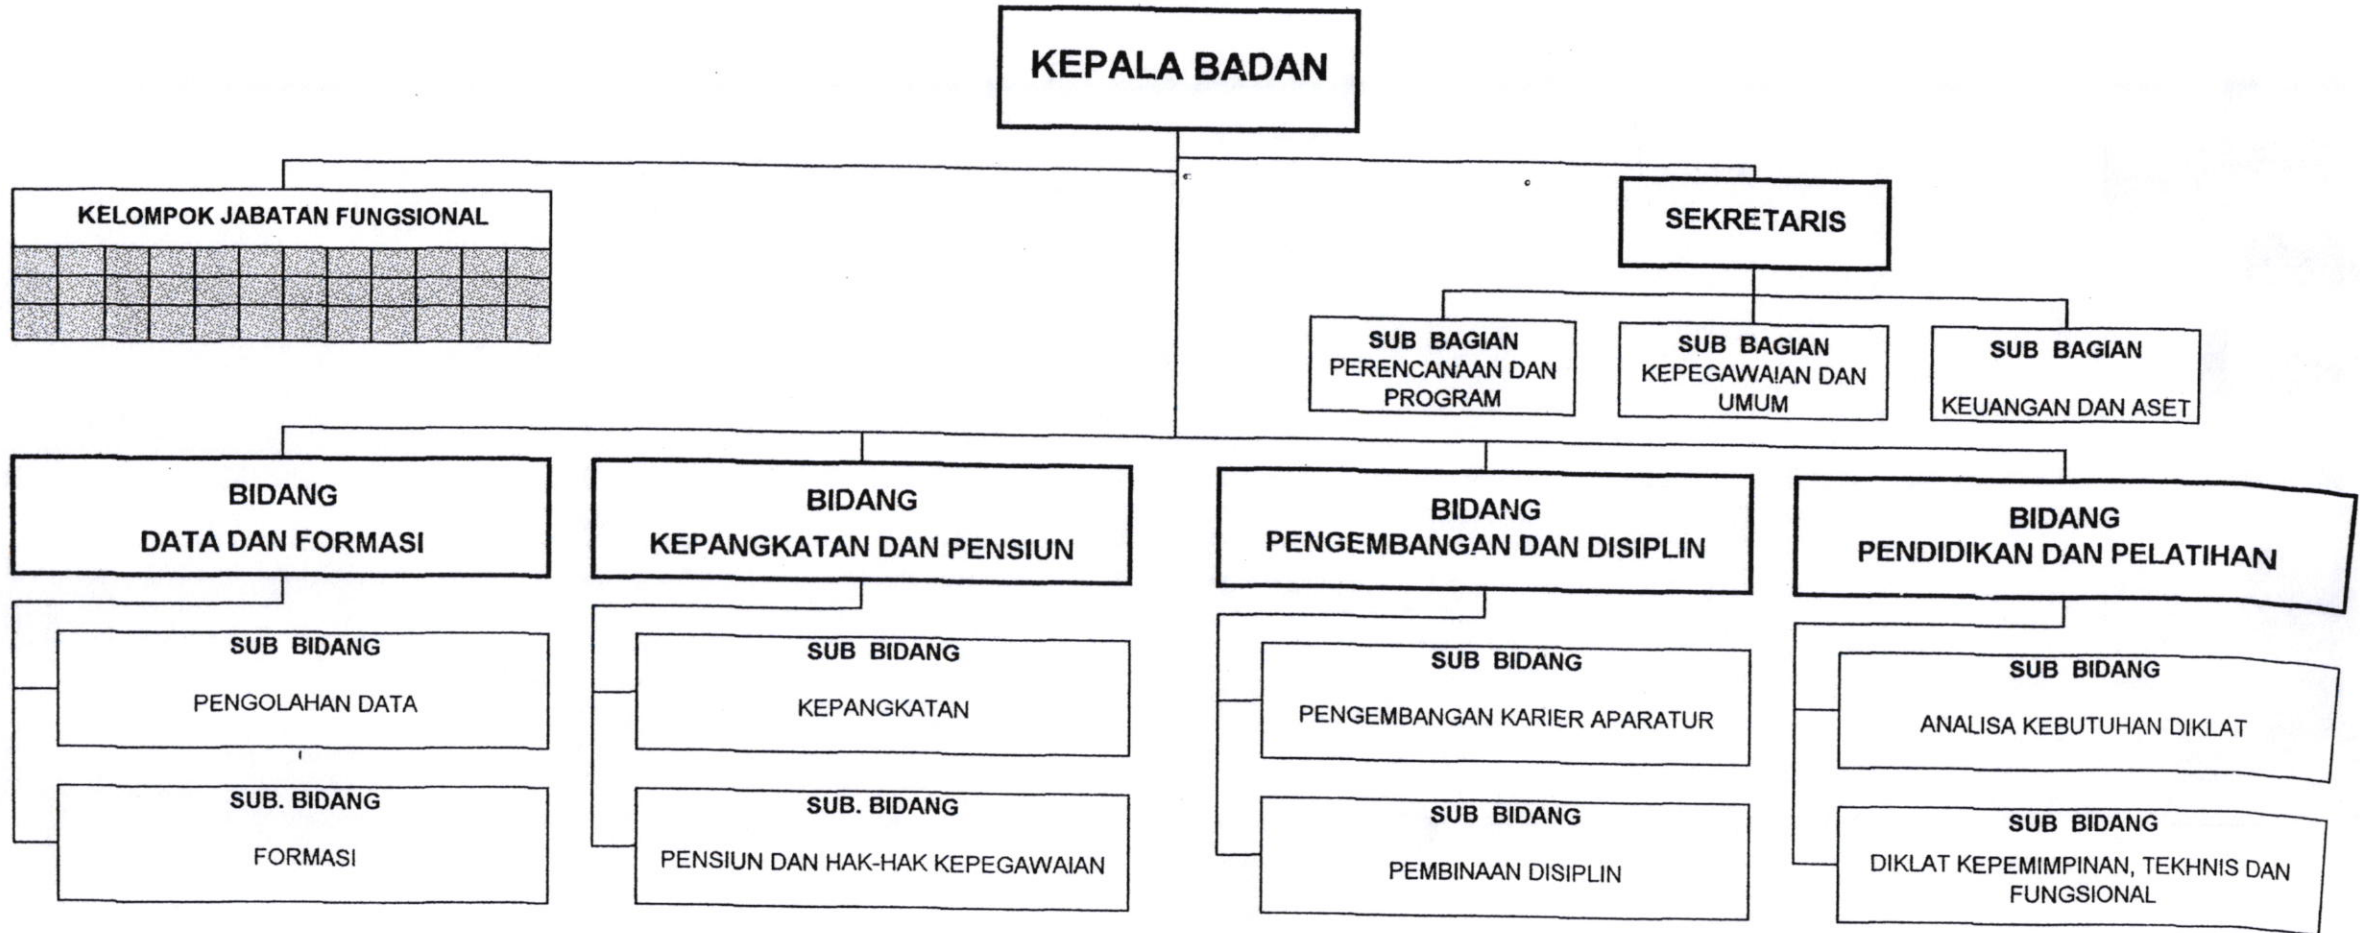 KEPALA BADAN
KELOMPOK JABATAN FUNGSIONAL
SEKRETARIS
SUB BAGIAN
PERENCANAAN DAN
PROGRAM
SUB BAGIAN
KEPEGAWAIAN DAN
UMUM
SUB BAGIAN
KEUANGAN DAN ASET
BIDANG
DATA DAN FORMASI
BIDANG
KEPANGKATAN DAN PENSIUN
BIDANG
PENGEMBANGAN DAN DISIPLIN
BIDANG
PENDIDIKAN DAN PELATIHAN
SUB BIDANG
PENGOLAHAN DATA
SUB BIDANG
KEPANGKATAN
SUB BIDANG
PENGEMBANGAN KARIER APARATUR
SUB BIDANG
ANALISA KEBUTUHAN DIKLAT
SUB. BIDANG
FORMASI
SUB. BIDANG
PENSIUN DAN HAK-HAK KEPEGAWAIAN
SUB BIDANG
PEMBINAAN DISIPLIN
SUB BIDANG
DIKLAT KEPEMIMPINAN, TEKHNIS DAN
FUNGSIONAL